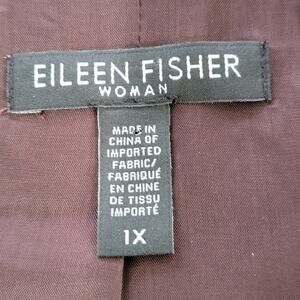 EILEEN FISHER
WOMAN
MADE IN
CHINA OF
IMPORTED
FABRIC/
FABRIQUÉ
EN CHINE
DE TISSU
IMPORTÉ
1X